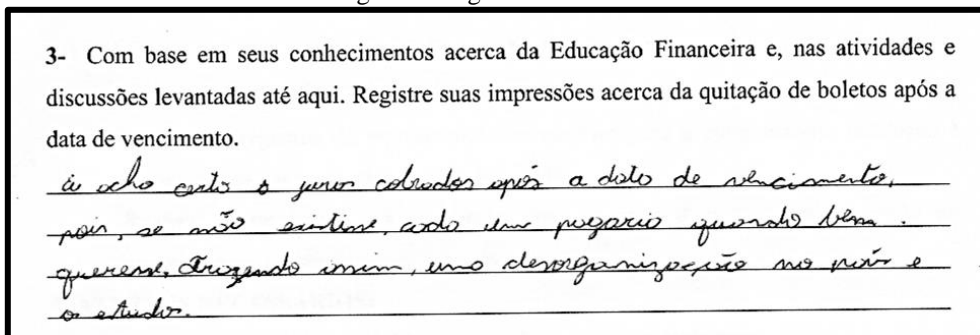 3- Com base em seus conhecimentos acerca da Educação Financeira e, nas atividades e
discussões levantadas até aqui. Registre suas impressões acerca da quitação de boletos após a
data de vencimento.
acho certo o juros cobrados após a data de vencimento,
pois, se não existisse, cada um pagaria quando bem
quisesse, trazendo assim, uma desorganização no país e
os estados.